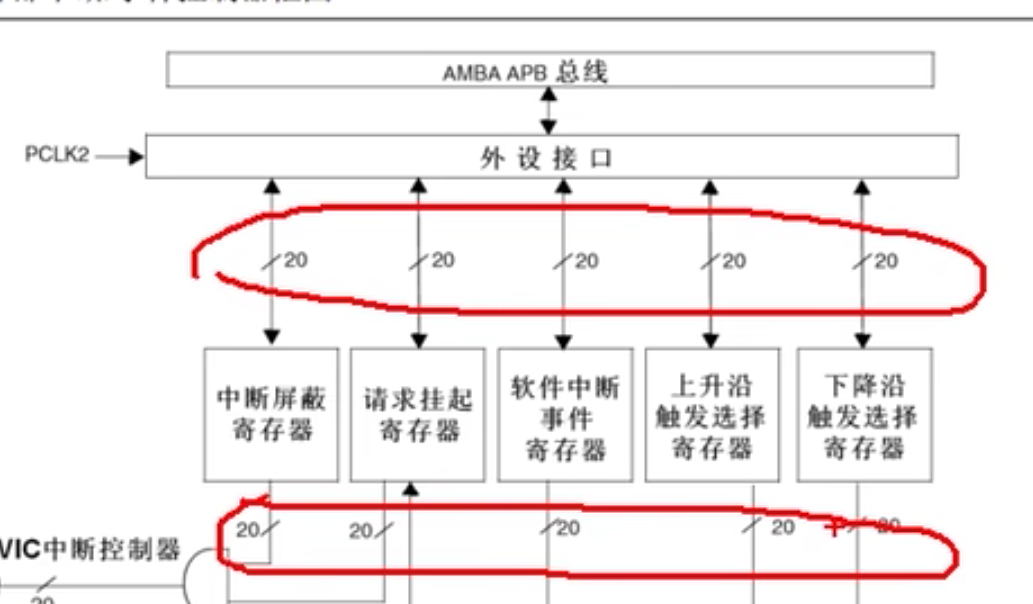 AMBA APB 总线
PCLK2
外设接口
20
20
20
20
20
中断屏蔽
寄存器
请求挂起
寄存器
软件中断
事件
寄存器
上升沿
触发选择
寄存器
下降沿
触发选择
寄存器
20
20
20
20
20
VIC中断控制器